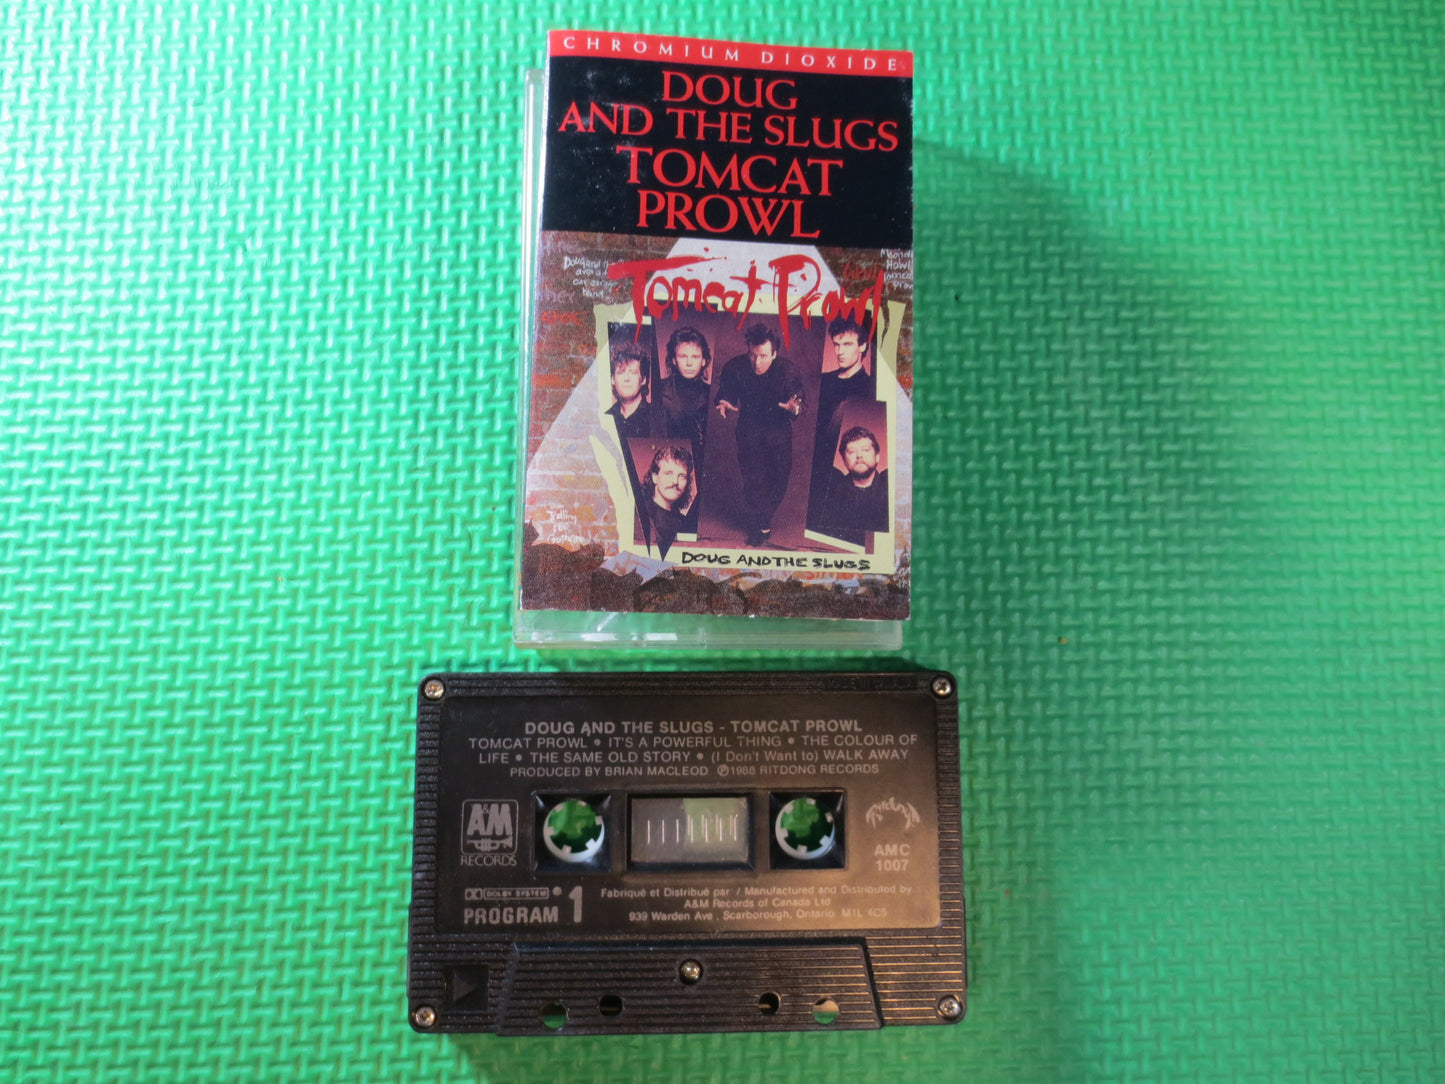 CHROMIUM DIOXIDE
DOUG
AND THE SLUGS
TOMCAT
PROWL
Tomcat Prowl
DOUG AND THE SLUGS
DOUG AND THE SLUGS - TOMCAT PROWL
TOMCAT PROWL • IT'S A POWERFUL THING • THE COLOUR OF
LIFE • THE SAME OLD STORY • (I Don't Want to) WALK AWAY
PRODUCED BY BRIAN MACLEOD ℗1988 RITDONG RECORDS
A&M
RECORDS
AMC
1007
DOLBY SYSTEM
PROGRAM 1
Fabriqué et Distribué par / Manufactured and Distributed by
A&M Records of Canada Ltd
939 Warden Ave., Scarborough, Ontario, M1L 4C5